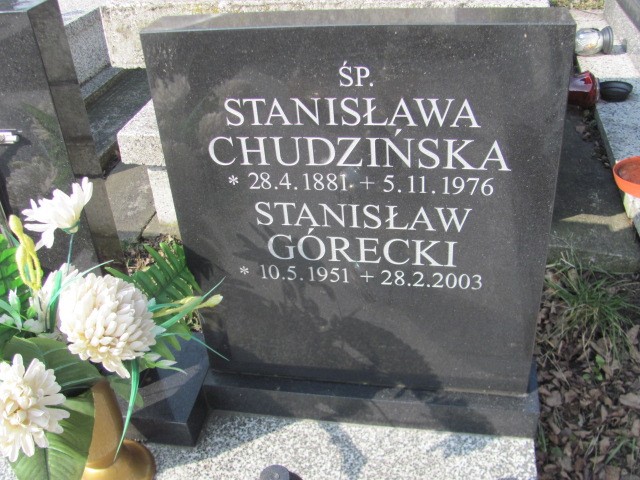 ŚP.
STANISŁAWA
CHUDZIŃSKA
* 28.4.1881. + 5.11.1976
STANISŁAW
GÓRECKI
* 10.5.1951 + 28.2.2003